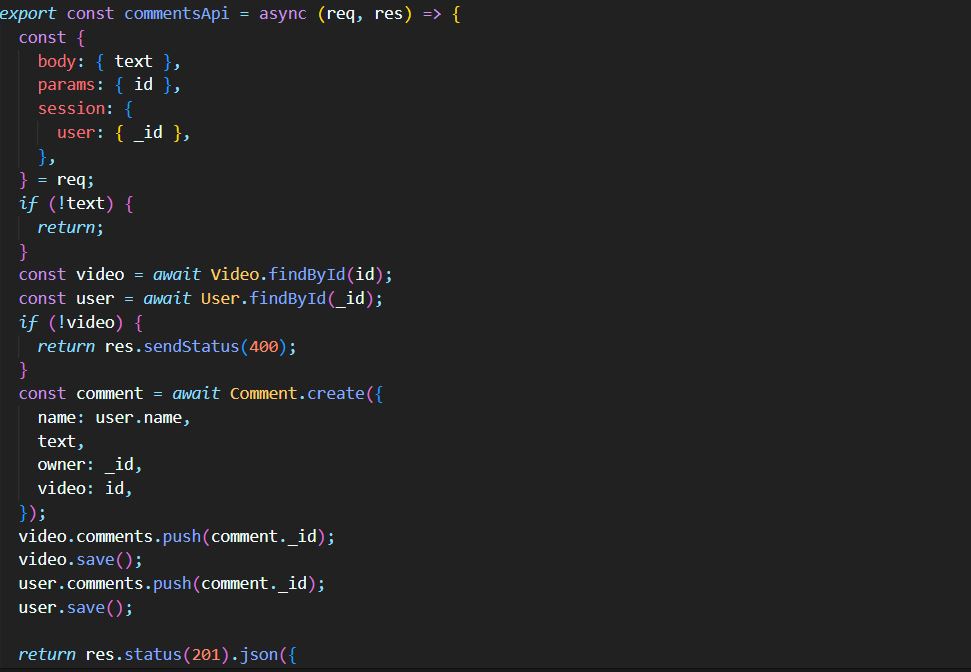 export const commentsApi = async (req, res) => {
  const {
    body: { text },
    params: { id },
    session: {
      user: { _id },
    },
  } = req;
  if (!text) {
    return;
  }
  const video = await Video.findById(id);
  const user = await User.findById(_id);
  if (!video) {
    return res.sendStatus(400);
  }
  const comment = await Comment.create({
    name: user.name,
    text,
    owner: _id,
    video: id,
  });
  video.comments.push(comment._id);
  video.save();
  user.comments.push(comment._id);
  user.save();

  return res.status(201).json({